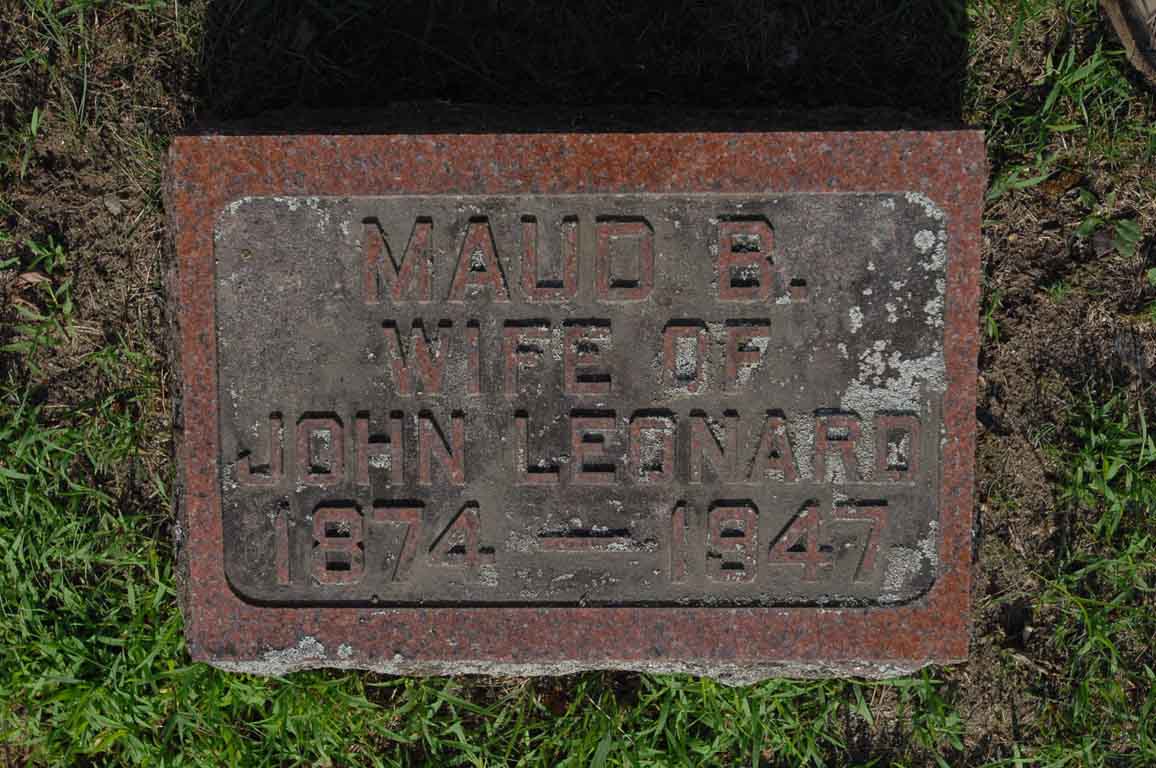 MAUD B.
WIFE OF
JOHN LEONARD
1874 — 1947